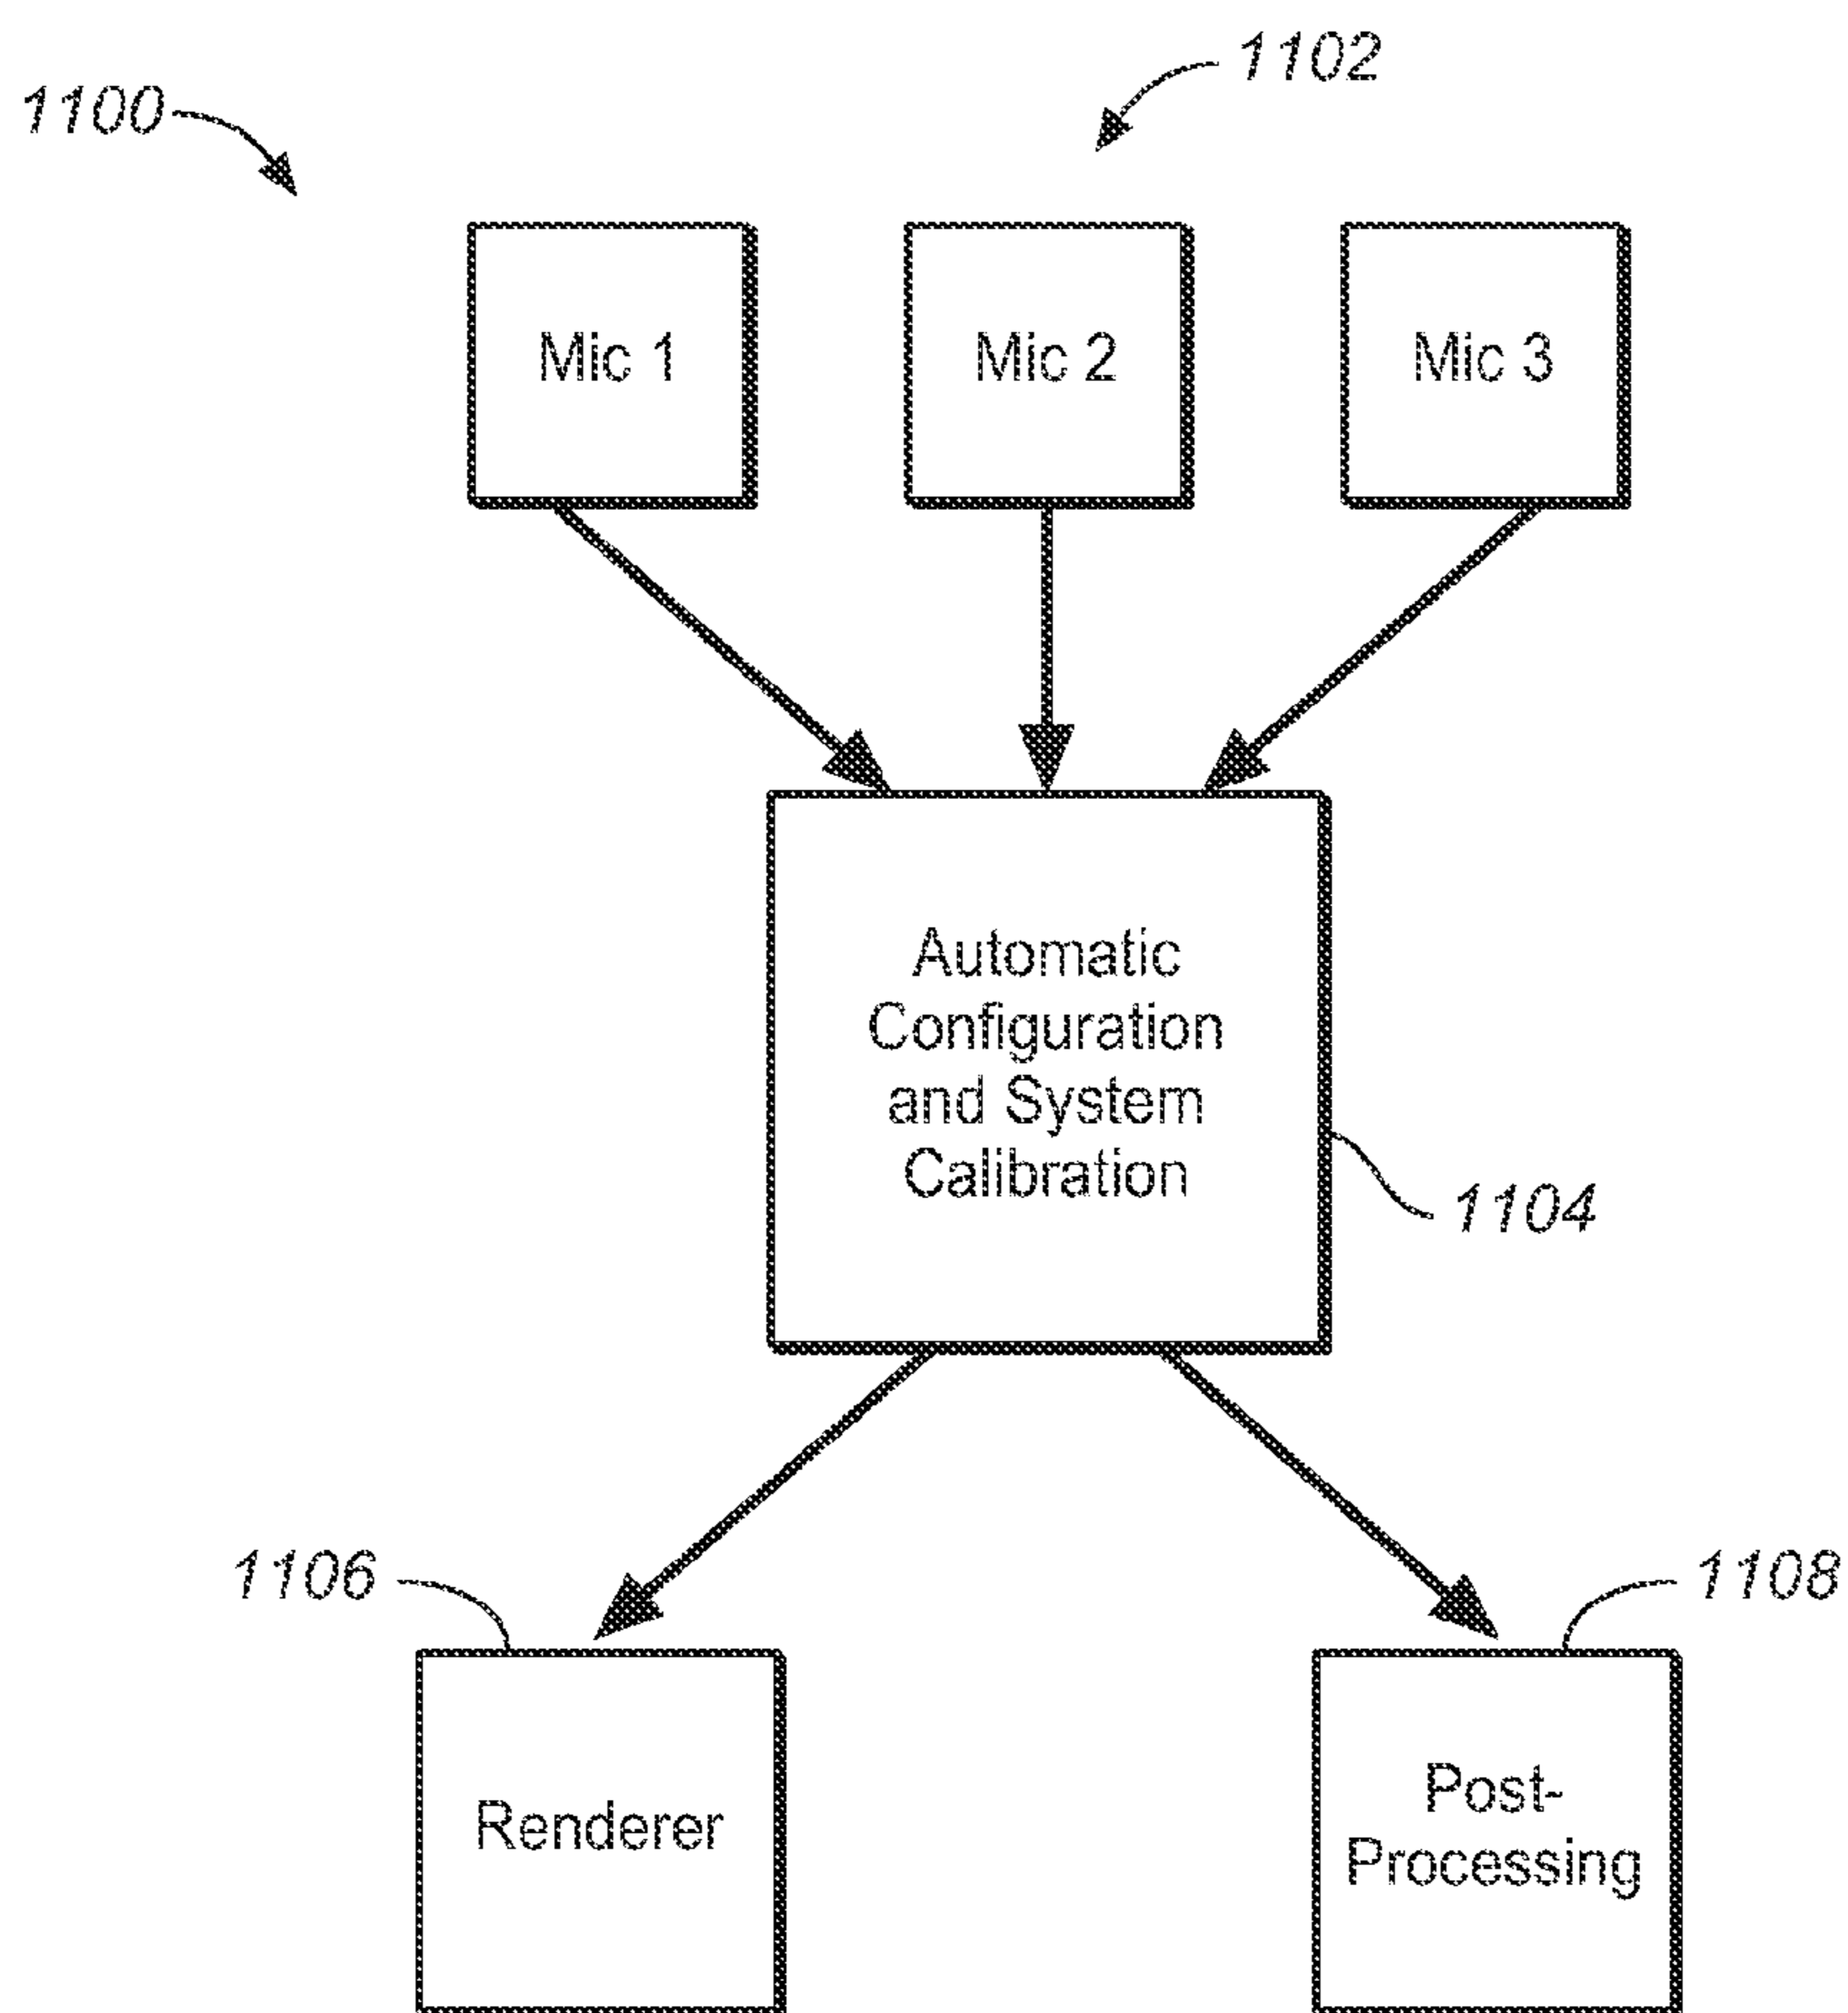 1102
1100
Mic 1
Mic 2
Mic 3
Automatic
Configuration
and System
Calibration
1104
1106
1108
Renderer
Post-
Processing